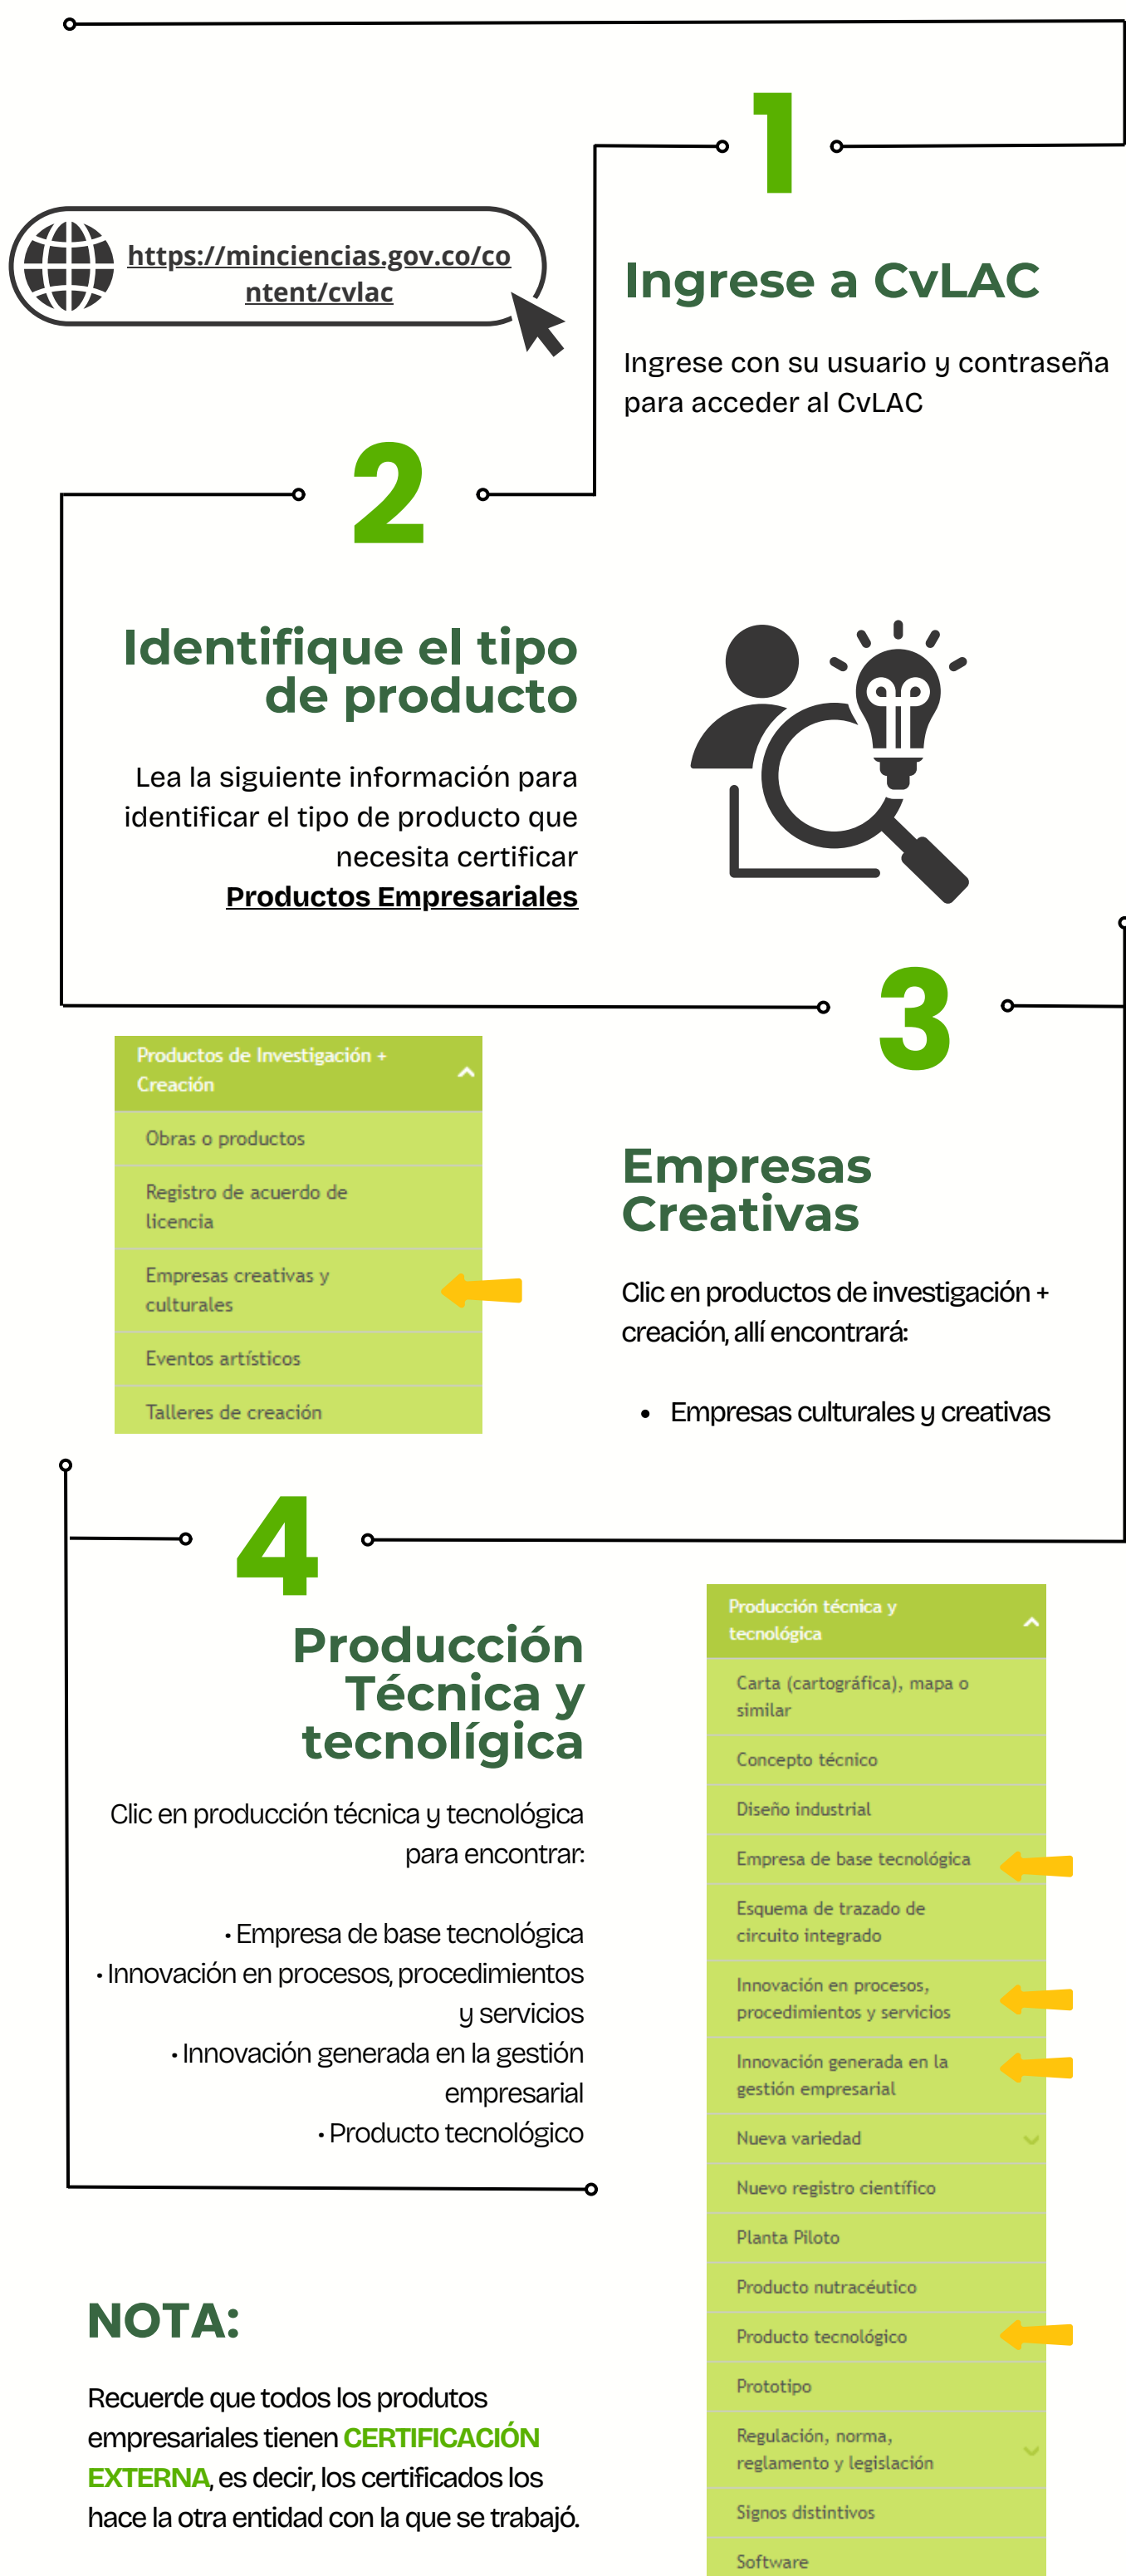 1
https://minciencias.gov.co/co
ntent/cvlac
Ingrese a CvLAC
Ingrese con su usuario y contraseña
para acceder al CvLAC
2
Identifique el tipo
de producto
Lea la siguiente información para
identificar el tipo de producto que
necesita certificar
Productos Empresariales
3
Productos de Investigación +
Creación
Obras o productos
Registro de acuerdo de
licencia
Empresas creativas y
culturales
Eventos artísticos
Talleres de creación
Empresas
Creativas
Clic en productos de investigación +
creación, allí encontrará:
• Empresas culturales y creativas
4
Producción
Técnica y
tecnolígica
Clic en producción técnica y tecnológica
para encontrar:
• Empresa de base tecnológica
• Innovación en procesos, procedimientos
y servicios
• Innovación generada en la gestión
empresarial
• Producto tecnológico
Producción técnica y
tecnológica
Carta (cartográfica), mapa o
similar
Concepto técnico
Diseño industrial
Empresa de base tecnológica
Esquema de trazado de
circuito integrado
Innovación en procesos,
procedimientos y servicios
Innovación generada en la
gestión empresarial
Nueva variedad
Nuevo registro científico
Planta Piloto
Producto nutracéutico
Producto tecnológico
Prototipo
Regulación, norma,
reglamento y legislación
Signos distintivos
Software
NOTA:
Recuerde que todos los produtos
empresariales tienen CERTIFICACIÓN
EXTERNA, es decir, los certificados los
hace la otra entidad con la que se trabajó.